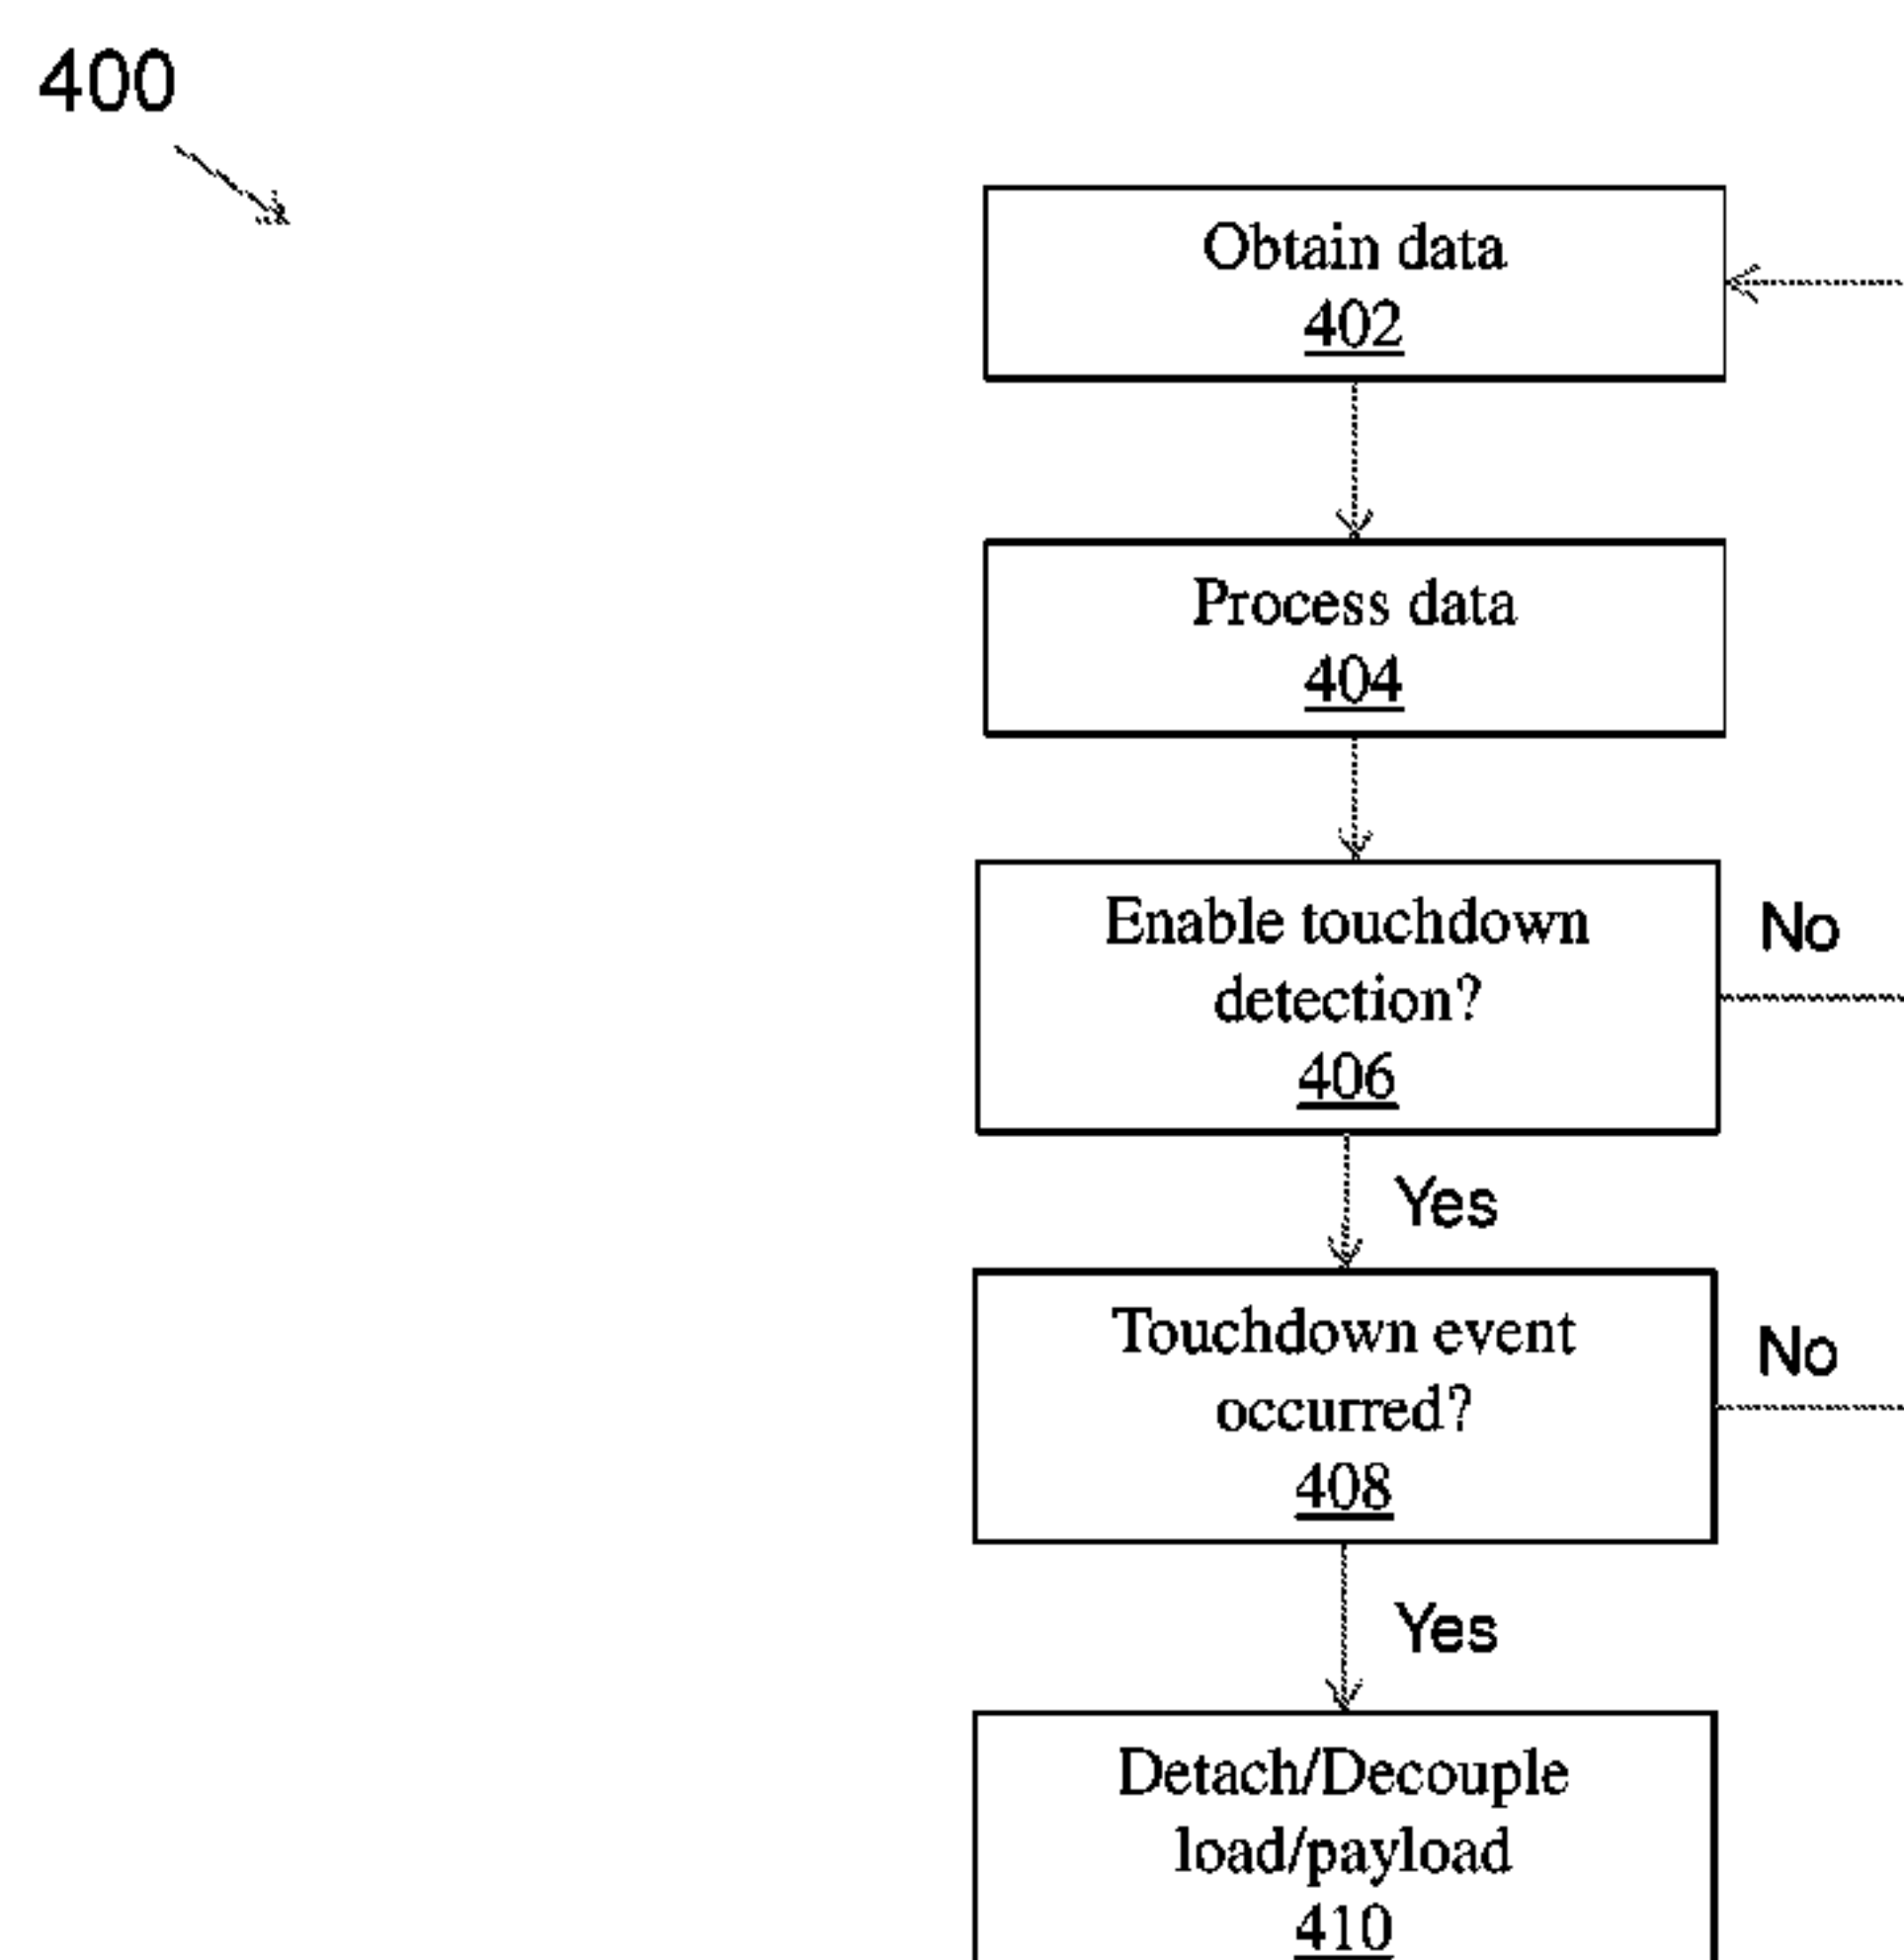 400
Obtain data
402
Process data
404
Enable touchdown
detection?
406
No
Yes
Touchdown event
occurred?
408
No
Yes
Detach/Decouple
load/payload
410